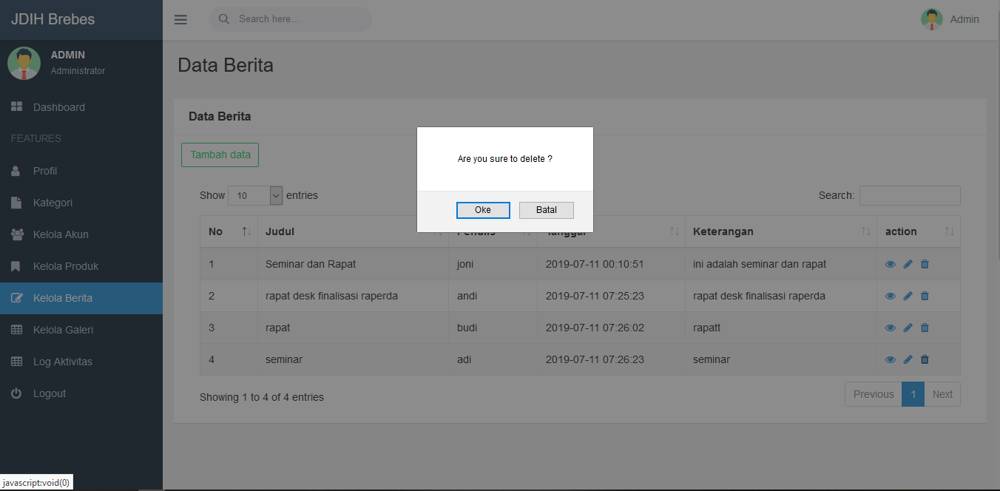 JDIH Brebes
Search here...
Admin
ADMIN
Administrator
Dashboard
FEATURES
Profil
Kategori
Kelola Akun
Kelola Produk
Kelola Berita
Kelola Galeri
Log Aktivitas
Logout
Data Berita
Data Berita
Tambah data
Are you sure to delete ?
Oke Batal
Show 10 entries Search:
No Judul Penulis Tanggal Keterangan action
1 Seminar dan Rapat joni 2019-07-11 00:10:51 ini adalah seminar dan rapat
2 rapat desk finalisasi raperda andi 2019-07-11 07:25:23 rapat desk finalisasi raperda
3 rapat budi 2019-07-11 07:26:02 rapatt
4 seminar adi 2019-07-11 07:26:23 seminar
Showing 1 to 4 of 4 entries Previous 1 Next
javascript:void(0)